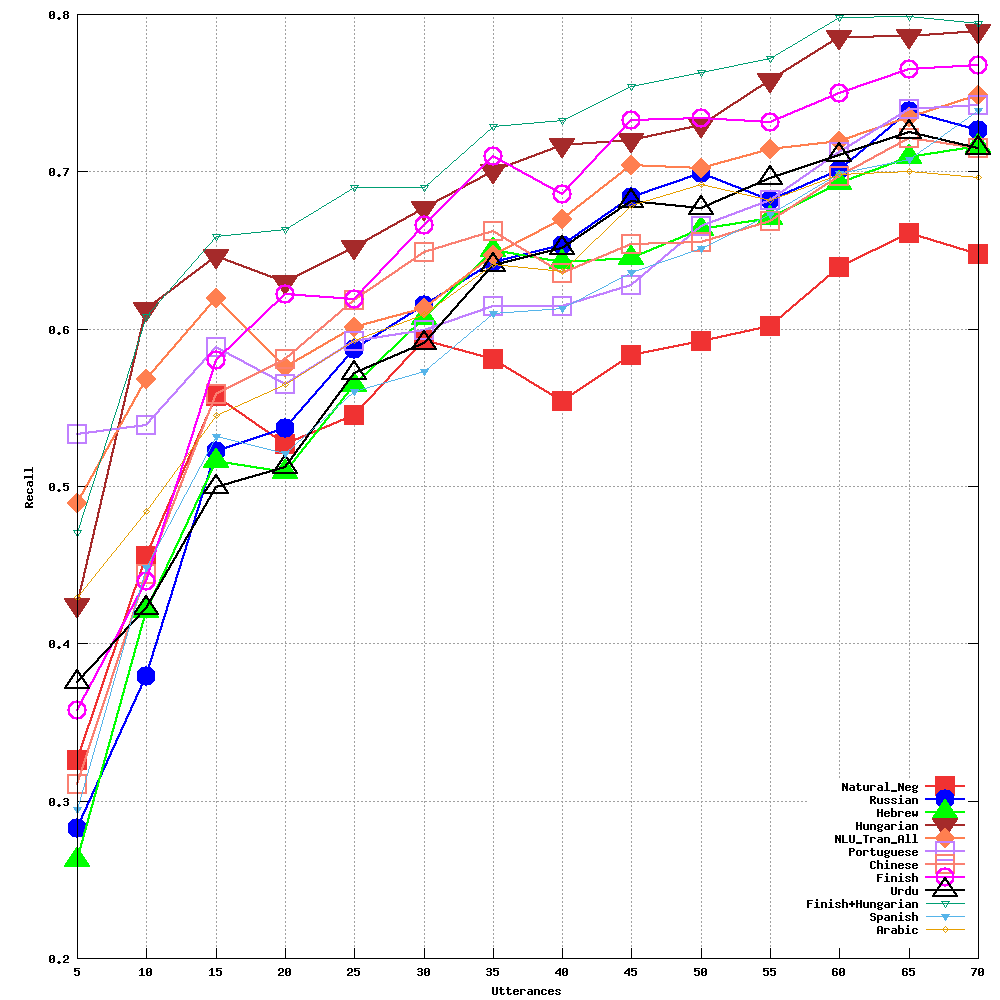 0.8
0.7
0.6
0.5
0.4
0.3
0.2
Recall
5 10 15 20 25 30 35 40 45 50 55 60 65 70
Utterances
Natural_Neg
Russian
Hebrew
Hungarian
NLU_Tran_All
Portuguese
Chinese
Finish
Urdu
Finish+Hungarian
Spanish
Arabic